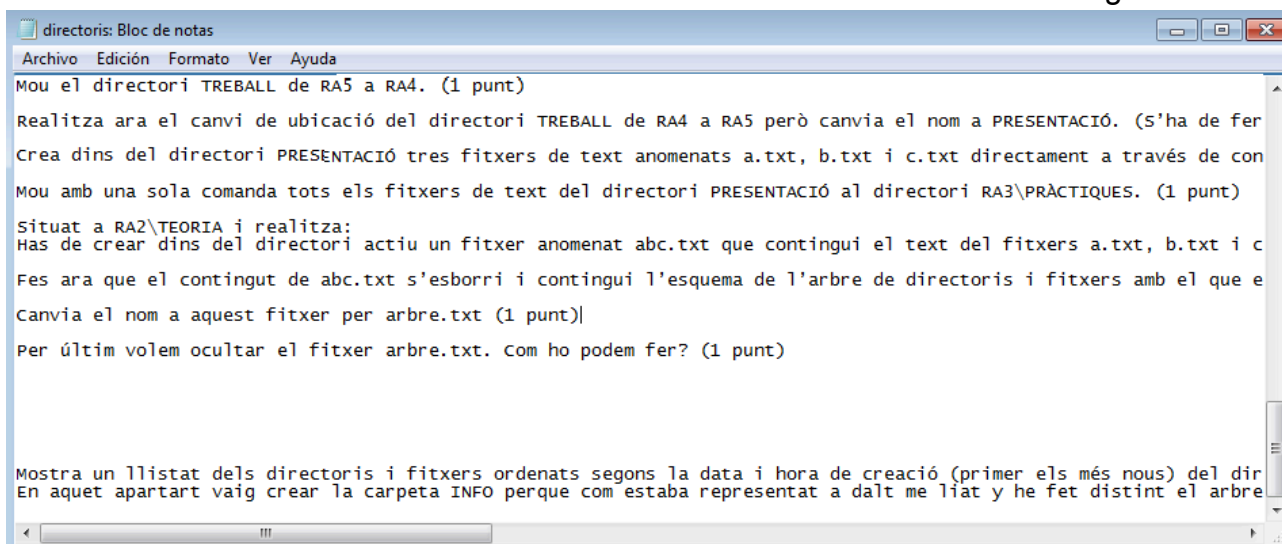 directoris: Bloc de notas
Archivo Edición Formato Ver Ayuda
Mou el directori TREBALL de RA5 a RA4. (1 punt)
Realitza ara el canvi de ubicació del directori TREBALL de RA4 a RA5 però canvia el nom a PRESENTACIÓ. (S'ha de fer
Crea dins del directori PRESENTACIÓ tres fitxers de text anomenats a.txt, b.txt i c.txt directament a través de con
Mou amb una sola comanda tots els fitxers de text del directori PRESENTACIÓ al directori RA3\PRÀCTIQUES. (1 punt)
Situat a RA2\TEORIA i realitza:
Has de crear dins del directori actiu un fitxer anomenat abc.txt que contingui el text del fitxers a.txt, b.txt i c
Fes ara que el contingut de abc.txt s'esborri i contingui l'esquema de l'arbre de directoris i fitxers amb el que e
Canvia el nom a aquest fitxer per arbre.txt (1 punt)
Per últim volem ocultar el fitxer arbre.txt. Com ho podem fer? (1 punt)
Mostra un llistat dels directoris i fitxers ordenats segons la data i hora de creació (primer els més nous) del dir
En aquet apartart vaig crear la carpeta INFO perque com estaba representat a dalt me liat y he fet distint el arbre